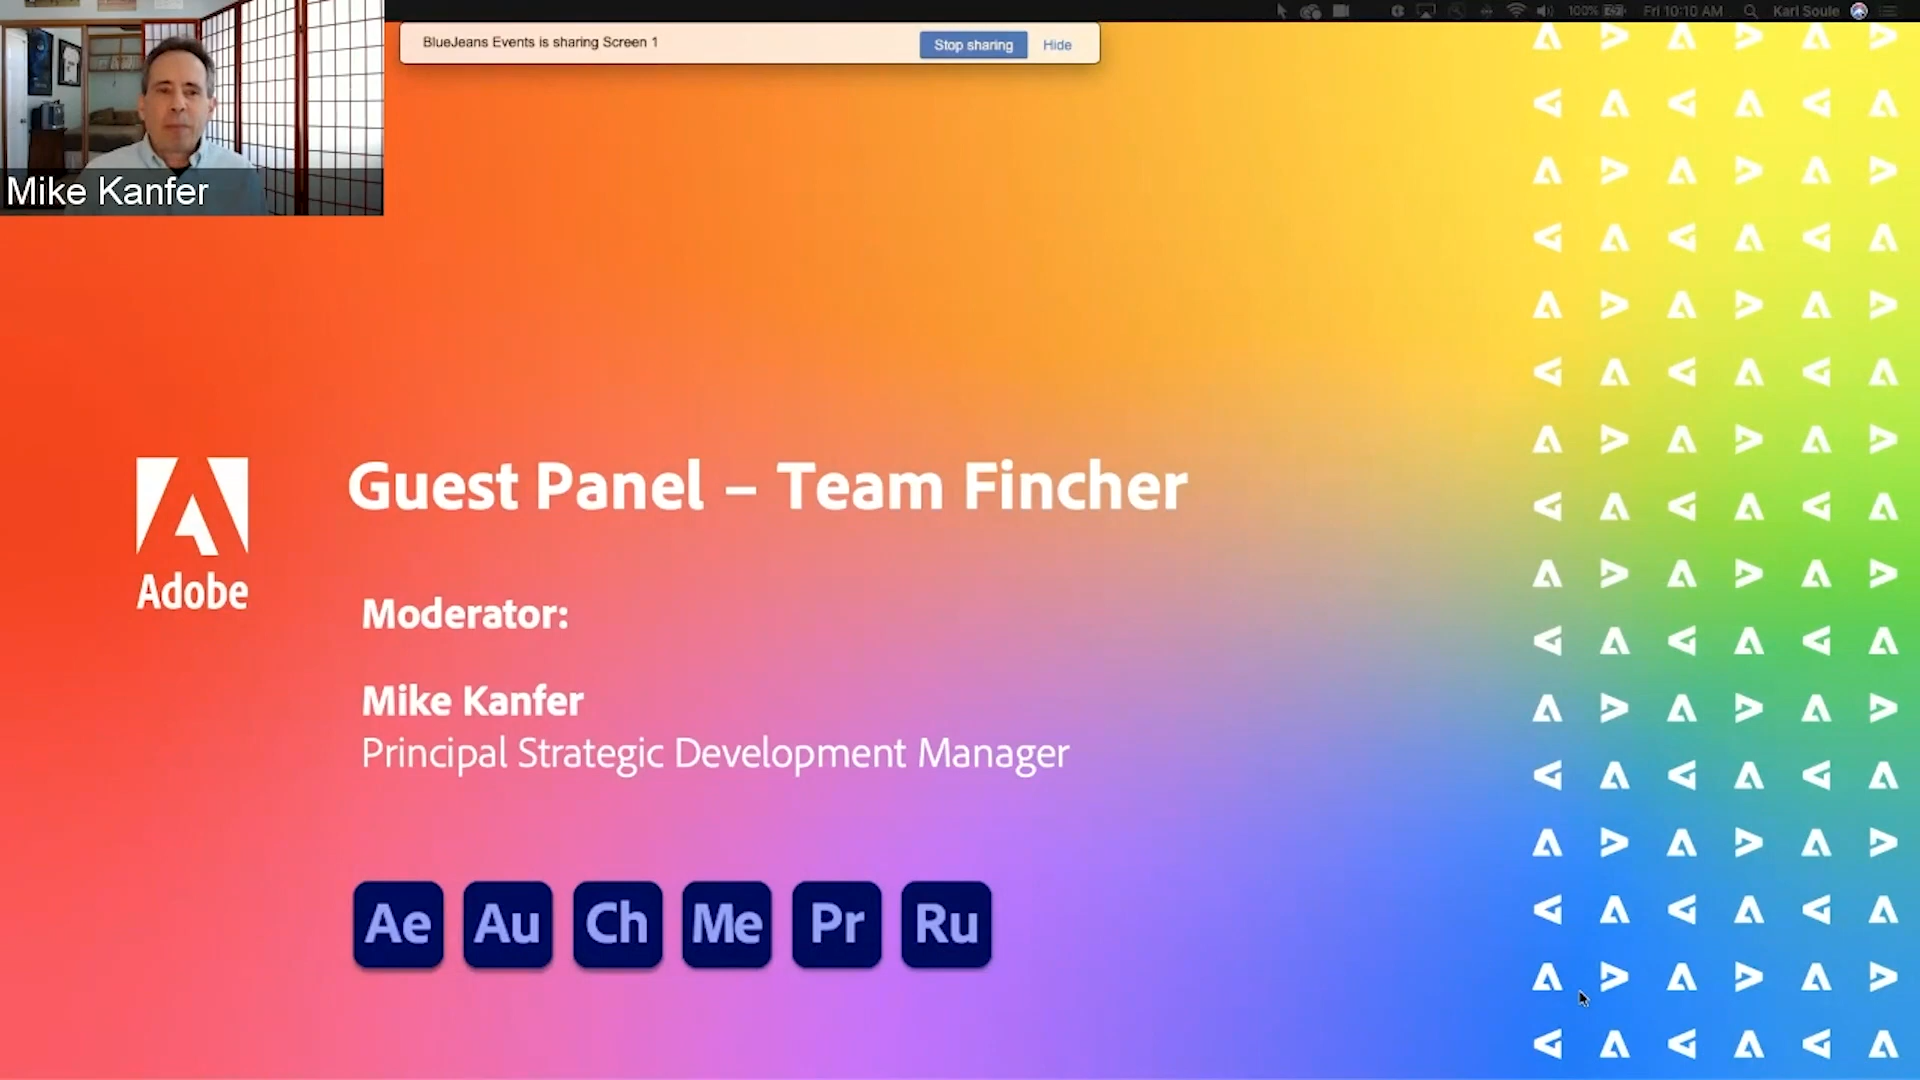 100%
Fri 10:10 AM
Karl Soule
BlueJeans Events is sharing Screen 1
Stop sharing
Hide
Mike Kanfer
Guest Panel – Team Fincher
Adobe
Moderator:
Mike Kanfer
Principal Strategic Development Manager
Ae Au Ch Me Pr Ru